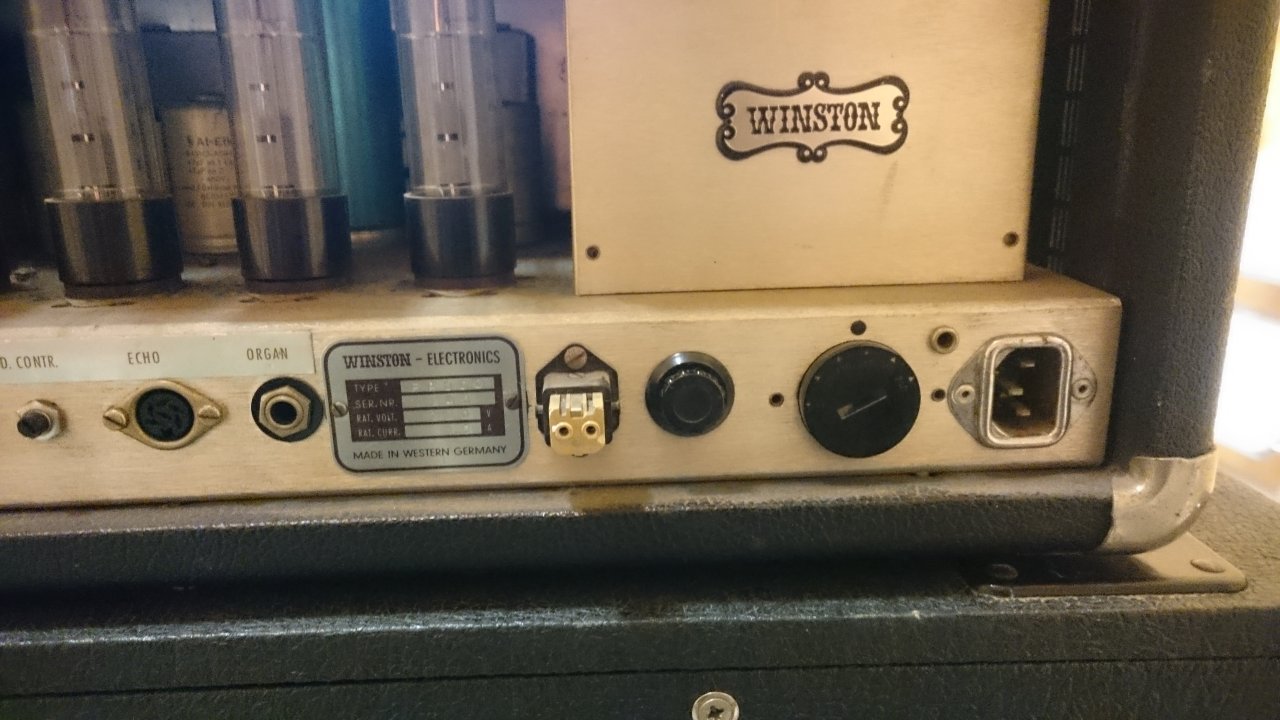 WINSTON
D. CONTR.
ECHO
ORGAN
WINSTON - ELECTRONICS
TYPE
SER. NR.
RAT. VOLT. V
RAT. CURR. A
MADE IN WESTERN GERMANY